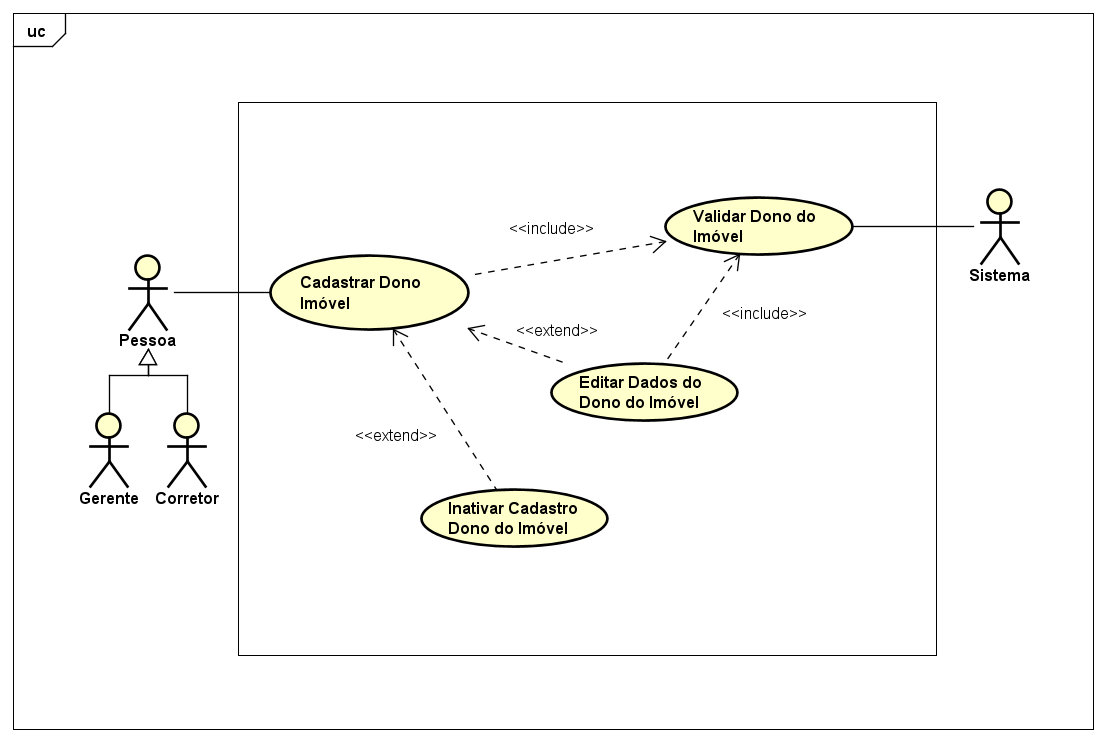 uc
Validar Dono do
Imóvel
<<include>>
Sistema
Cadastrar Dono
Imóvel
<<include>>
<<extend>>
Pessoa
Editar Dados do
Dono do Imóvel
<<extend>>
Gerente
Corretor
Inativar Cadastro
Dono do Imóvel